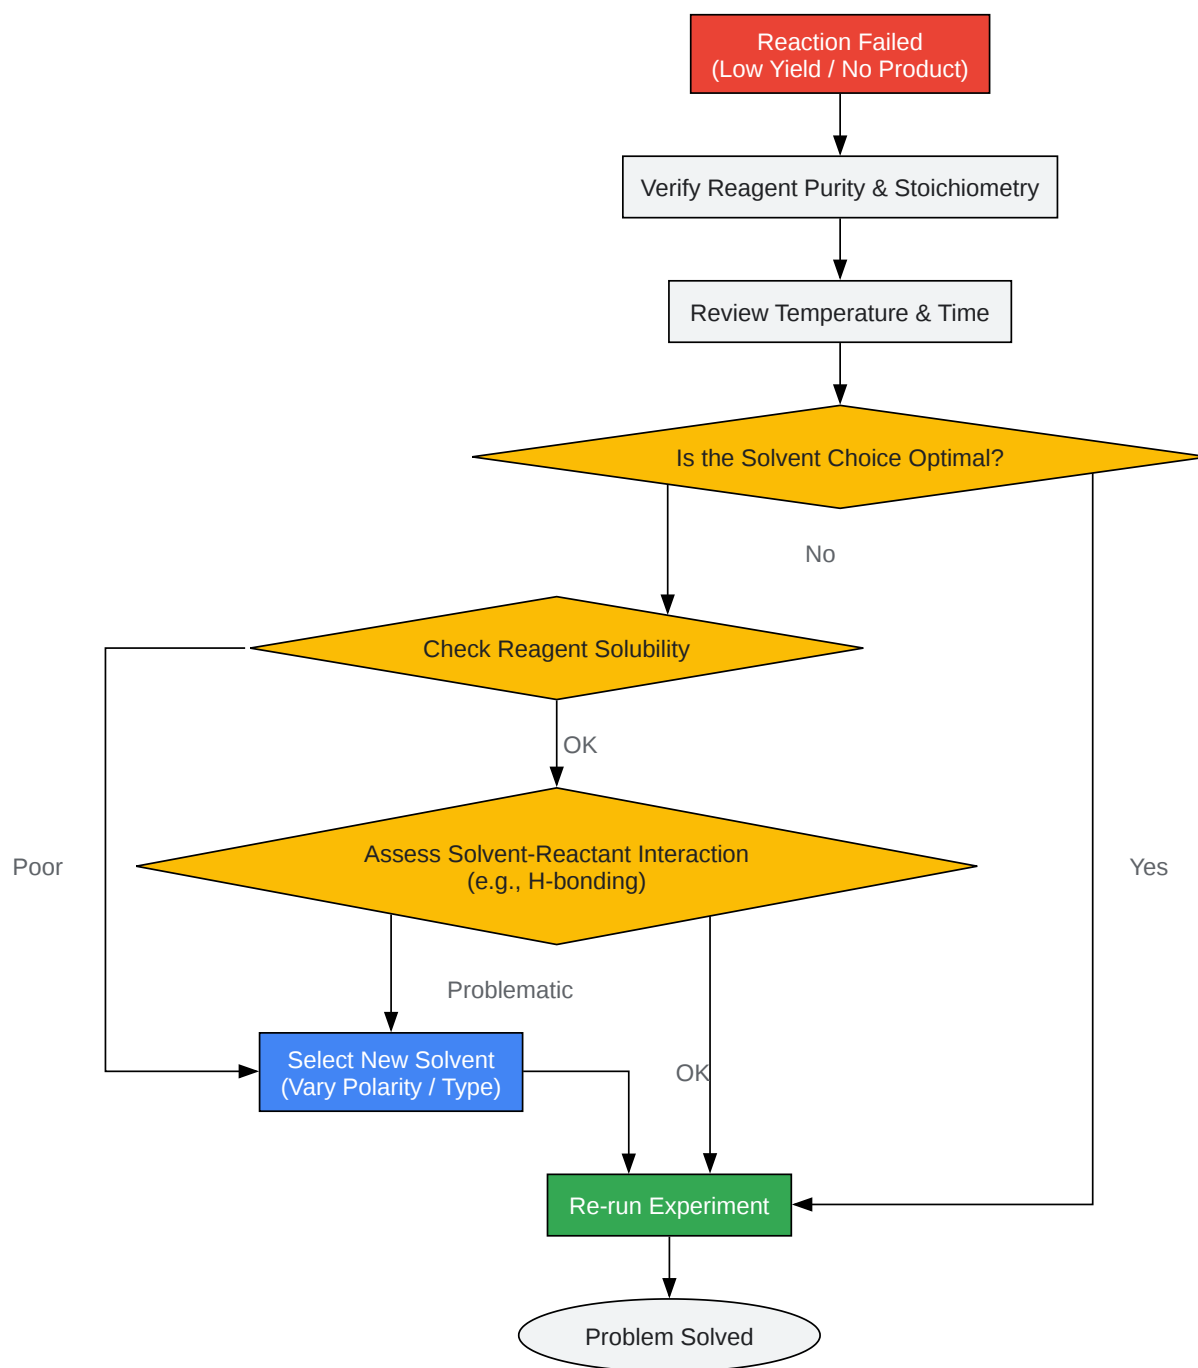 Reaction Failed
(Low Yield / No Product)
Verify Reagent Purity & Stoichiometry
Review Temperature & Time
Is the Solvent Choice Optimal?
No
Check Reagent Solubility
OK
Assess Solvent-Reactant Interaction
(e.g., H-bonding)
Poor
Yes
Problematic
Select New Solvent
(Vary Polarity / Type)
OK
Re-run Experiment
Problem Solved